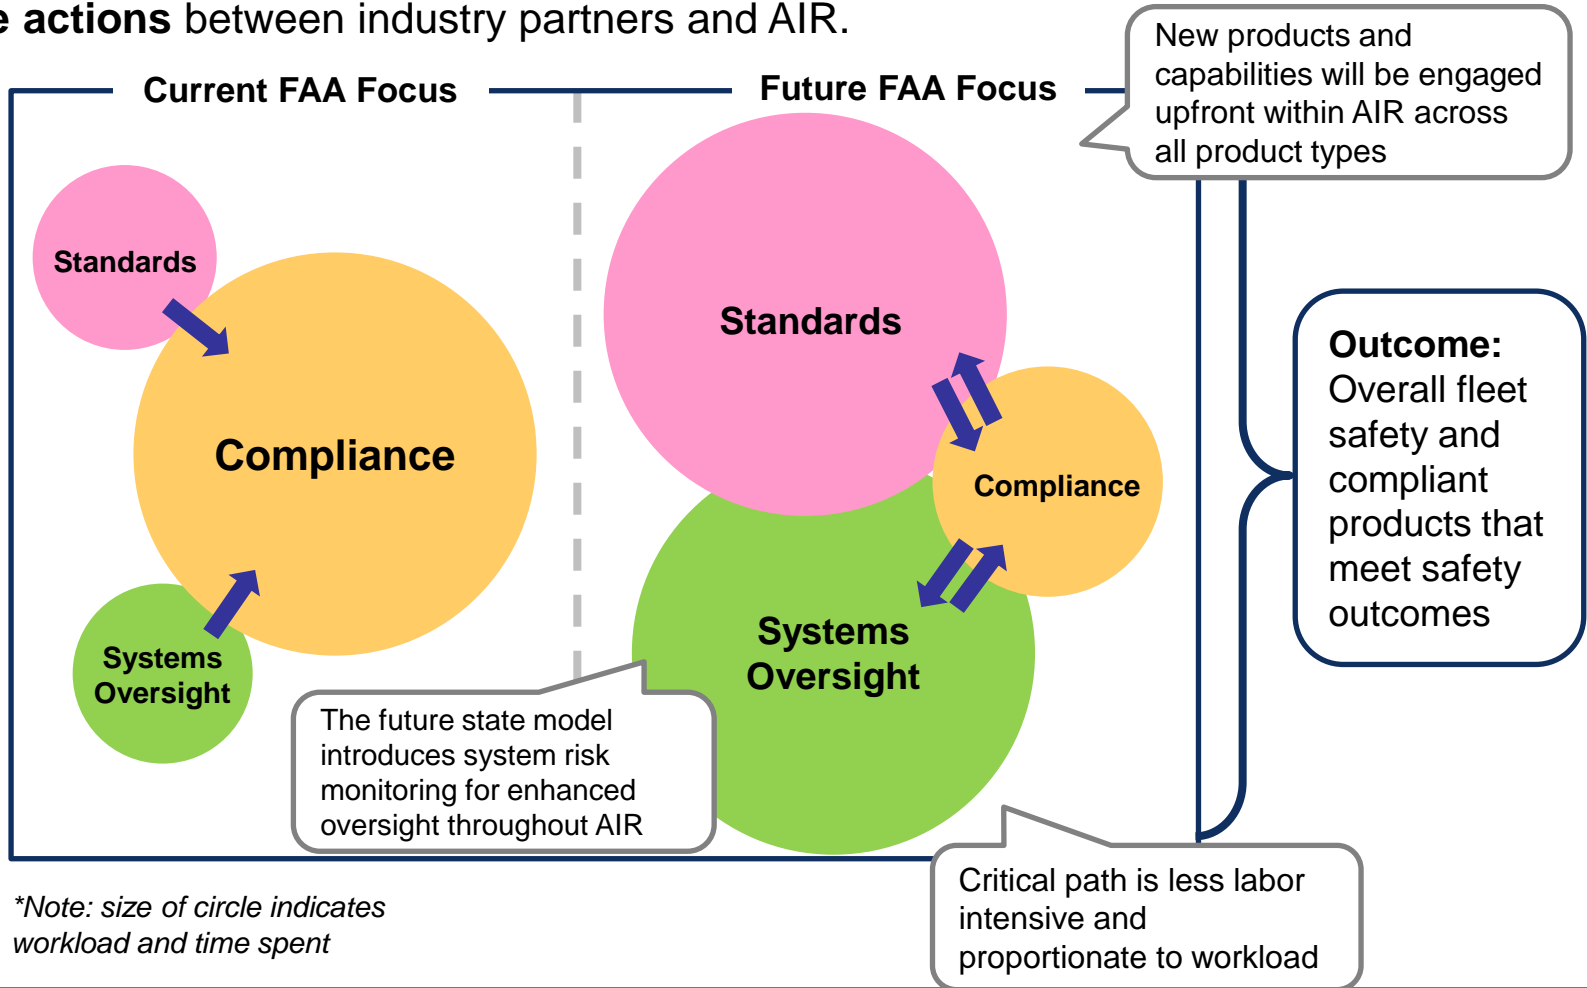 actions between industry partners and AIR.
Current FAA Focus
Future FAA Focus
New products and
capabilities will be engaged
upfront within AIR across
all product types
Standards
Compliance
Systems
Oversight
Standards
Compliance
Systems
Oversight
Outcome:
Overall fleet
safety and
compliant
products that
meet safety
outcomes
The future state model
introduces system risk
monitoring for enhanced
oversight throughout AIR
Critical path is less labor
intensive and
proportionate to workload
*Note: size of circle indicates
workload and time spent